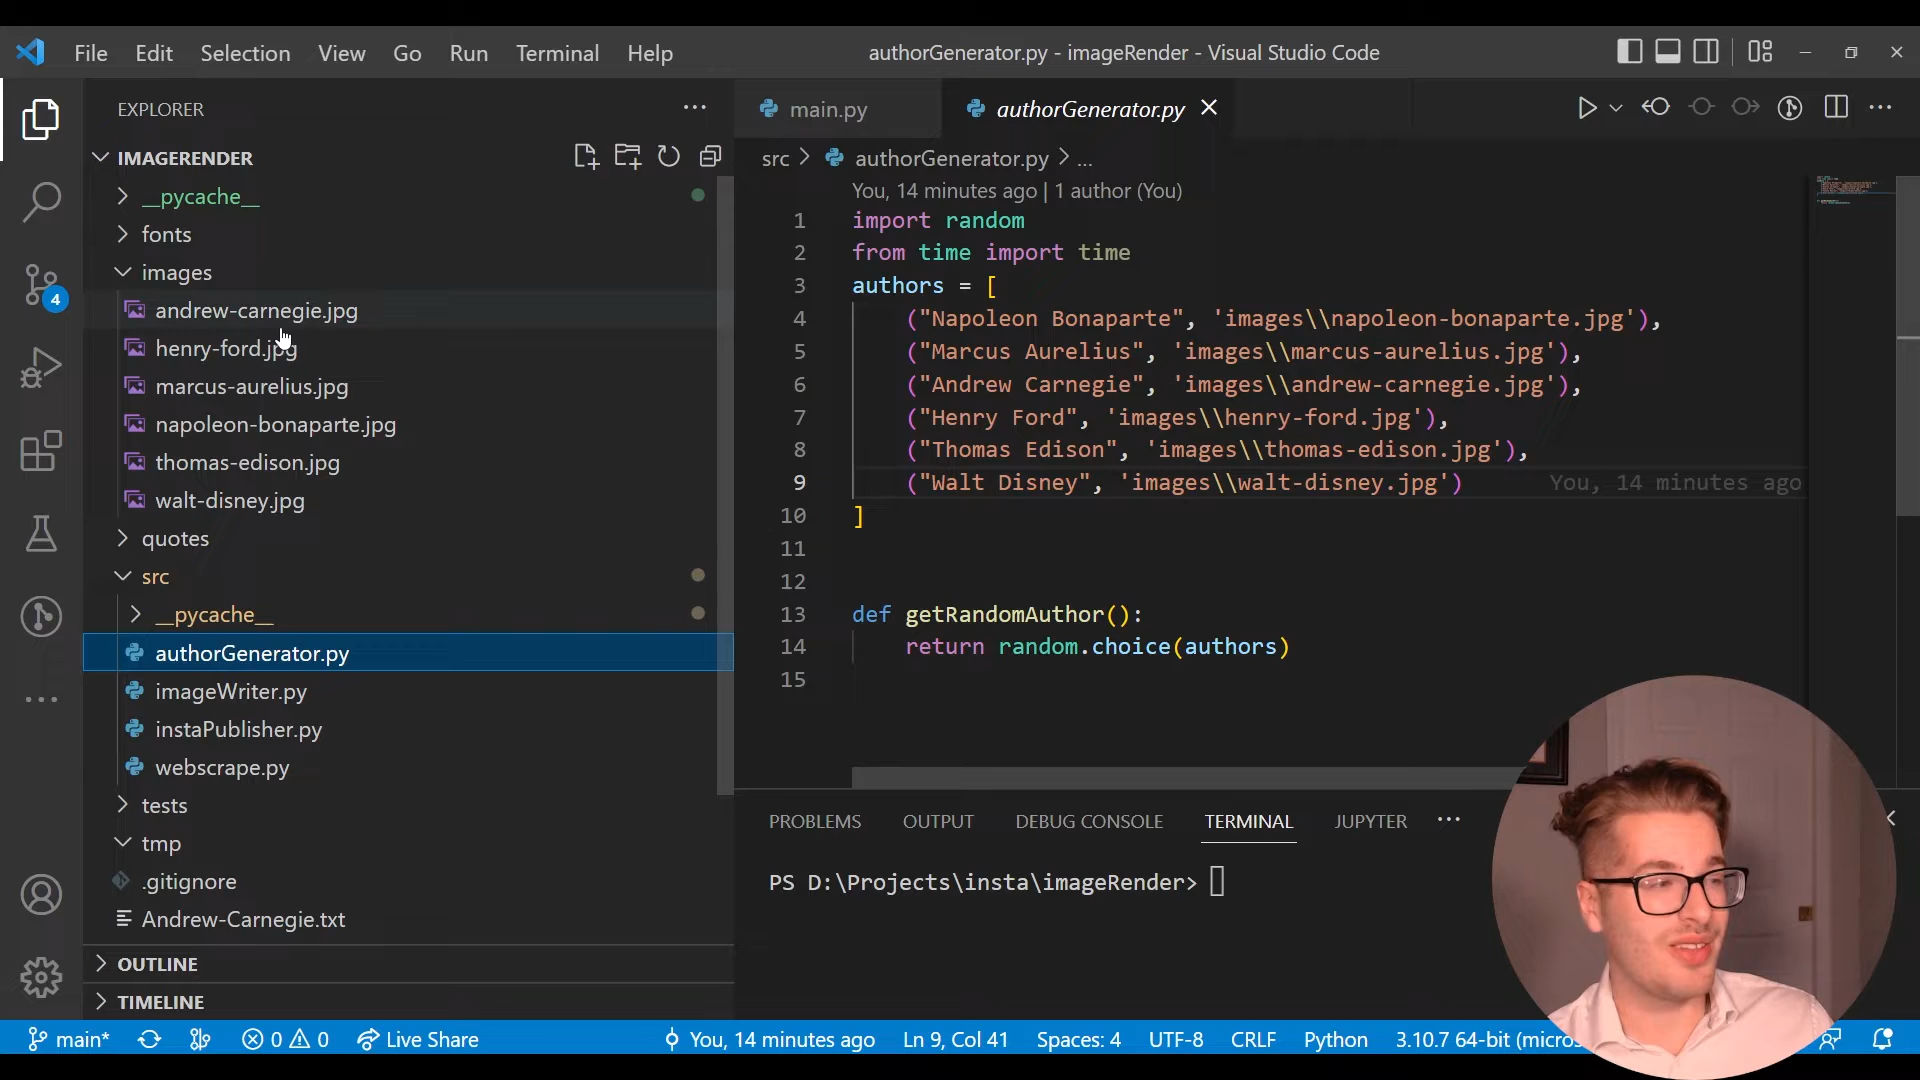 File Edit Selection View Go Run Terminal Help
authorGenerator.py - imageRender - Visual Studio Code
EXPLORER
IMAGERENDER
__pycache__
fonts
images
andrew-carnegie.jpg
henry-ford.jpg
marcus-aurelius.jpg
napoleon-bonaparte.jpg
thomas-edison.jpg
walt-disney.jpg
quotes
src
__pycache__
authorGenerator.py
imageWriter.py
instaPublisher.py
webscrape.py
tests
tmp
.gitignore
Andrew-Carnegie.txt
OUTLINE
TIMELINE
4
main.py
authorGenerator.py
src > authorGenerator.py > ...
You, 14 minutes ago | 1 author (You)
1 import random
2 from time import time
3 authors = [
4 ("Napoleon Bonaparte", 'images\\napoleon-bonaparte.jpg'),
5 ("Marcus Aurelius", 'images\\marcus-aurelius.jpg'),
6 ("Andrew Carnegie", 'images\\andrew-carnegie.jpg'),
7 ("Henry Ford", 'images\\henry-ford.jpg'),
8 ("Thomas Edison", 'images\\thomas-edison.jpg'),
9 ("Walt Disney", 'images\\walt-disney.jpg') You, 14 minutes ago
10 ]
11
12
13 def getRandomAuthor():
14 return random.choice(authors)
15
PROBLEMS OUTPUT DEBUG CONSOLE TERMINAL JUPYTER ...
PS D:\Projects\insta\imageRender>
main* 0 0 Live Share You, 14 minutes ago Ln 9, Col 41 Spaces: 4 UTF-8 CRLF Python 3.10.7 64-bit